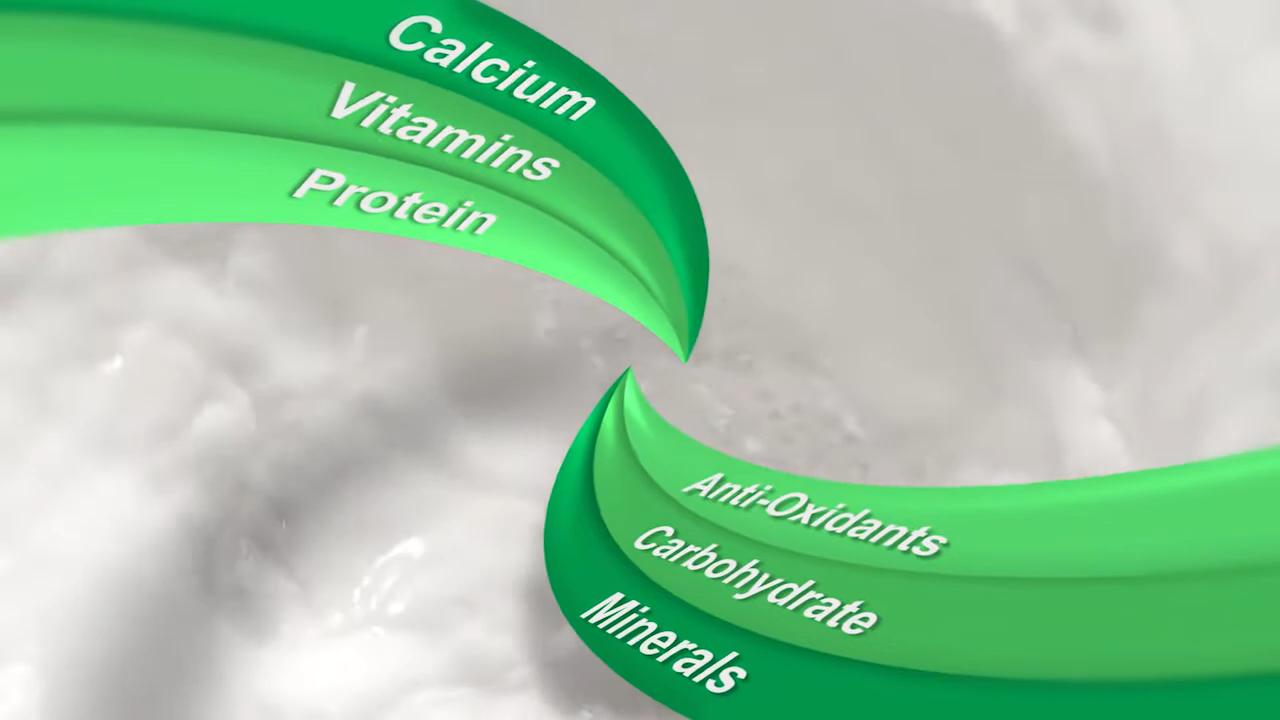 Calcium
Vitamins
Protein
Anti-Oxidants
Carbohydrate
Minerals